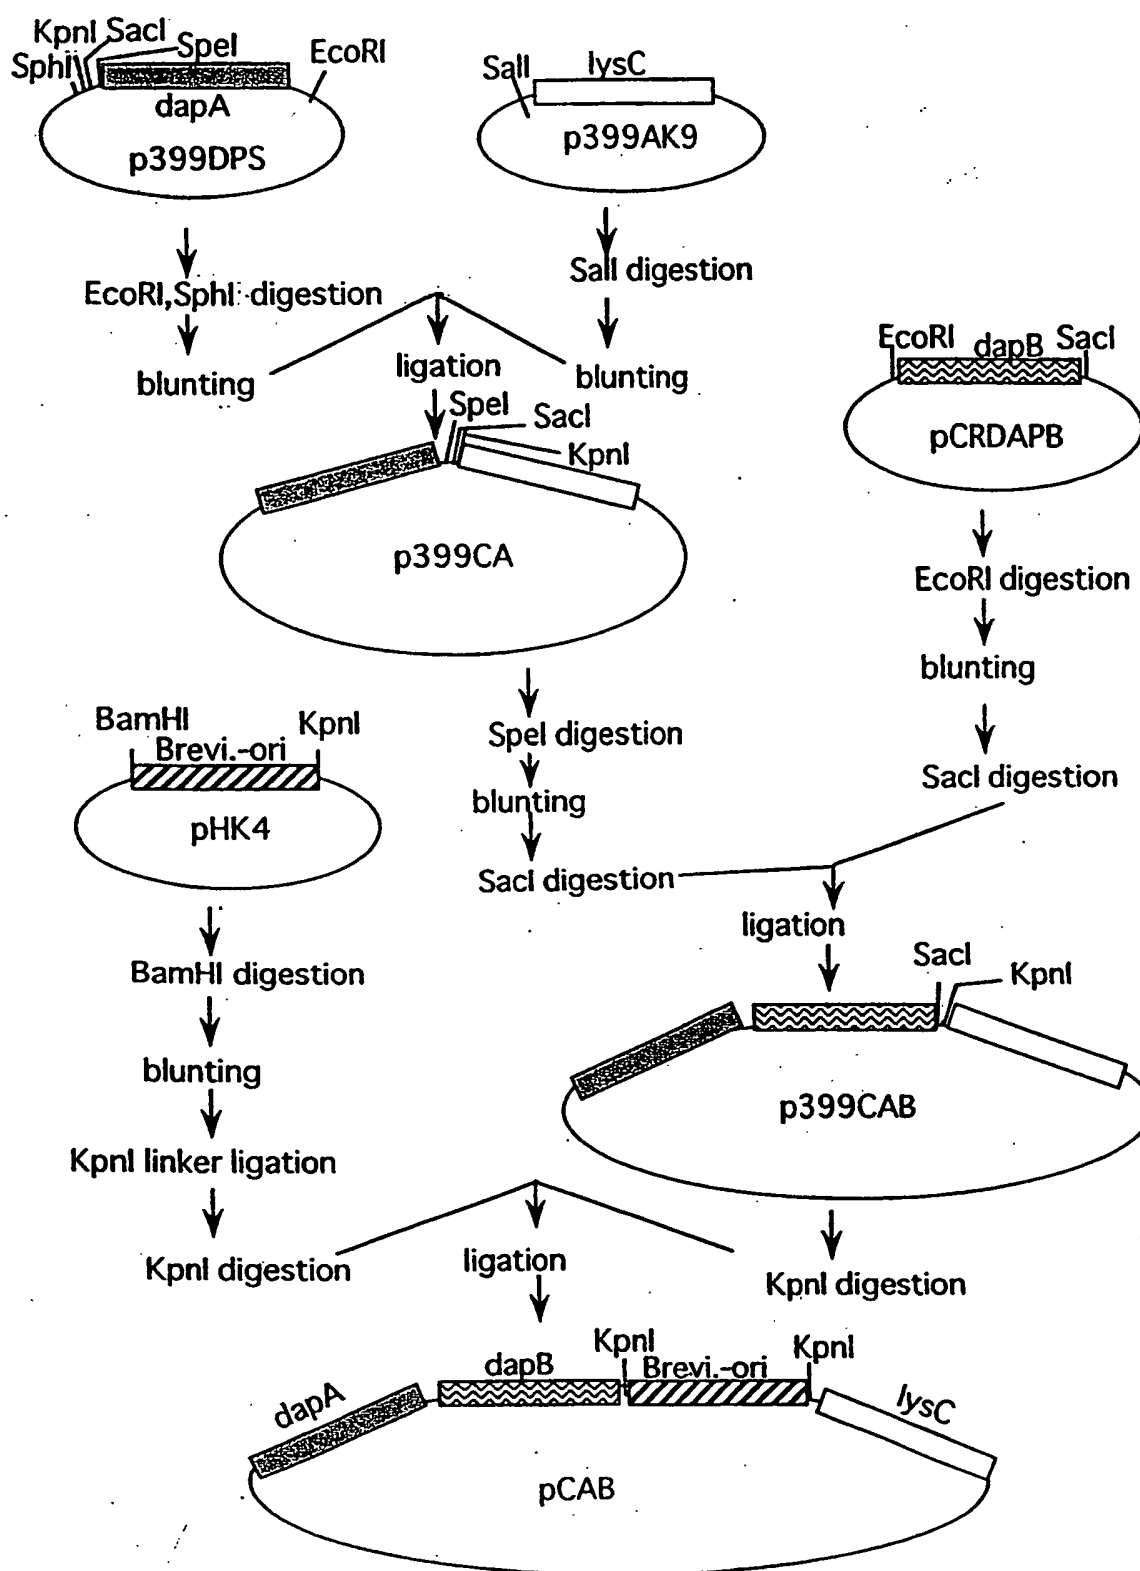 KpnI SacI
SphI
SpeI
EcoRI
dapA
p399DPS
SalI
lysC
p399AK9
EcoRI,SphI digestion
SalI digestion
blunting
ligation
blunting
EcoRI
dapB
SacI
pCRDAPB
SpeI
SacI
KpnI
p399CA
EcoRI digestion
blunting
SacI digestion
BamHI
KpnI
Brevi.-ori
pHK4
SpeI digestion
blunting
SacI digestion
ligation
BamHI digestion
blunting
KpnI linker ligation
KpnI digestion
SacI
KpnI
p399CAB
ligation
KpnI digestion
dapA
dapB
KpnI
Brevi.-ori
KpnI
lysC
pCAB